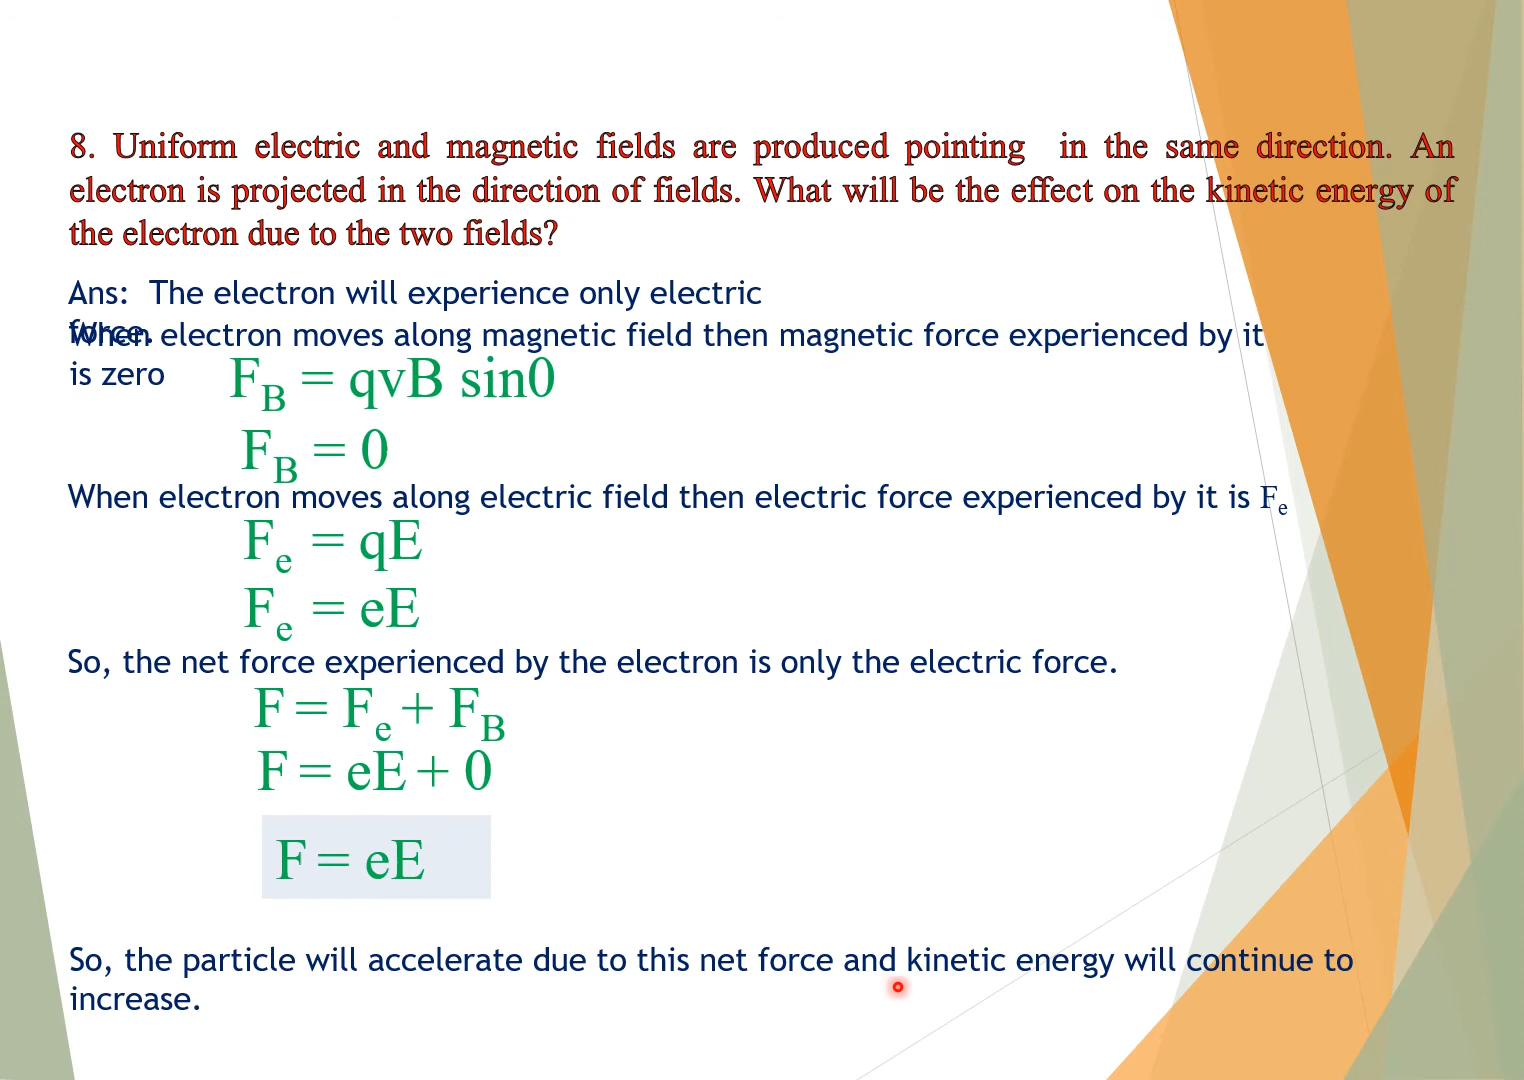 8. Uniform electric and magnetic fields are produced pointing in the same direction. An
electron is projected in the direction of fields. What will be the effect on the kinetic energy of
the electron due to the two fields?
Ans: The electron will experience only electric
force.
When electron moves along magnetic field then magnetic force experienced by it
is zero
F_B = qvB sin0
F_B = 0
When electron moves along electric field then electric force experienced by it is F_e
F_e = qE
F_e = eE
So, the net force experienced by the electron is only the electric force.
F = F_e + F_B
F = eE + 0
F = eE
So, the particle will accelerate due to this net force and kinetic energy will continue to
increase.